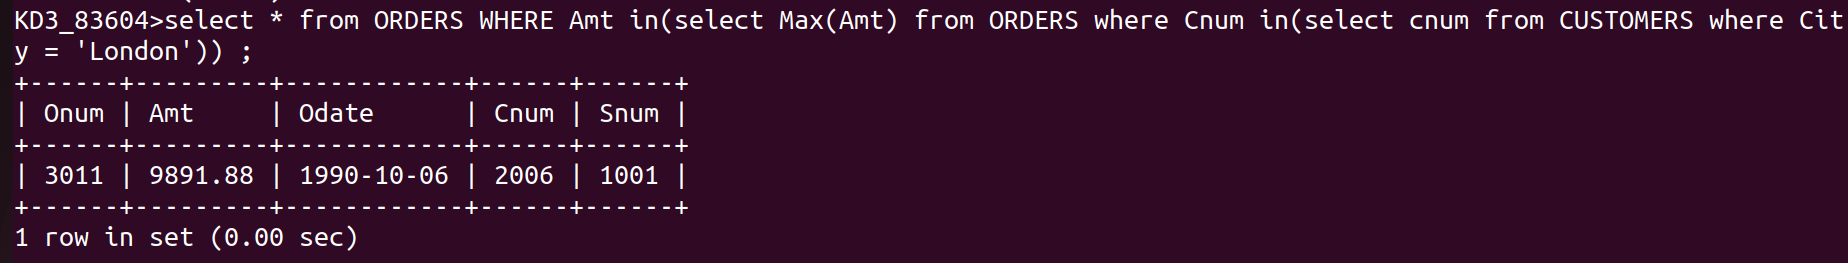 KD3_83604>select * from ORDERS WHERE Amt in(select Max(Amt) from ORDERS where Cnum in(select cnum from CUSTOMERS where Cit
y = 'London')) ;
+------+---------+------------+------+------+
| Onum | Amt     | Odate      | Cnum | Snum |
+------+---------+------------+------+------+
| 3011 | 9891.88 | 1990-10-06 | 2006 | 1001 |
+------+---------+------------+------+------+
1 row in set (0.00 sec)